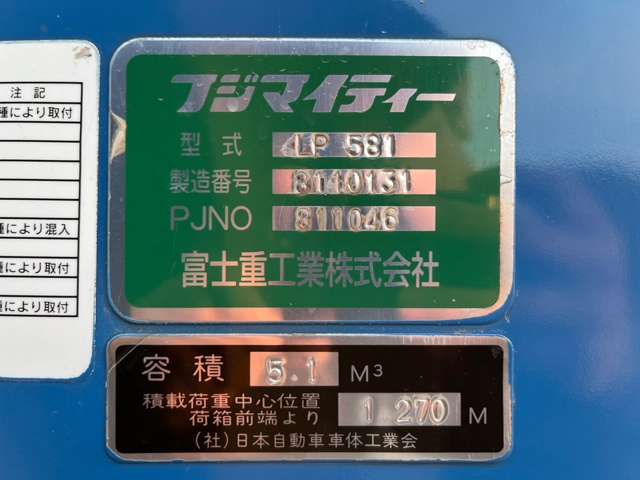 注記
種により取付
種により混入
種により取付
種により取付
フジマイティー
型式 LP 581
製造番号 8140131
PJNO 811046
富士重工業株式会社
容積 5.1 M³
積載荷重中心位置
荷箱前端より 1 270 M
(社)日本自動車車体工業会